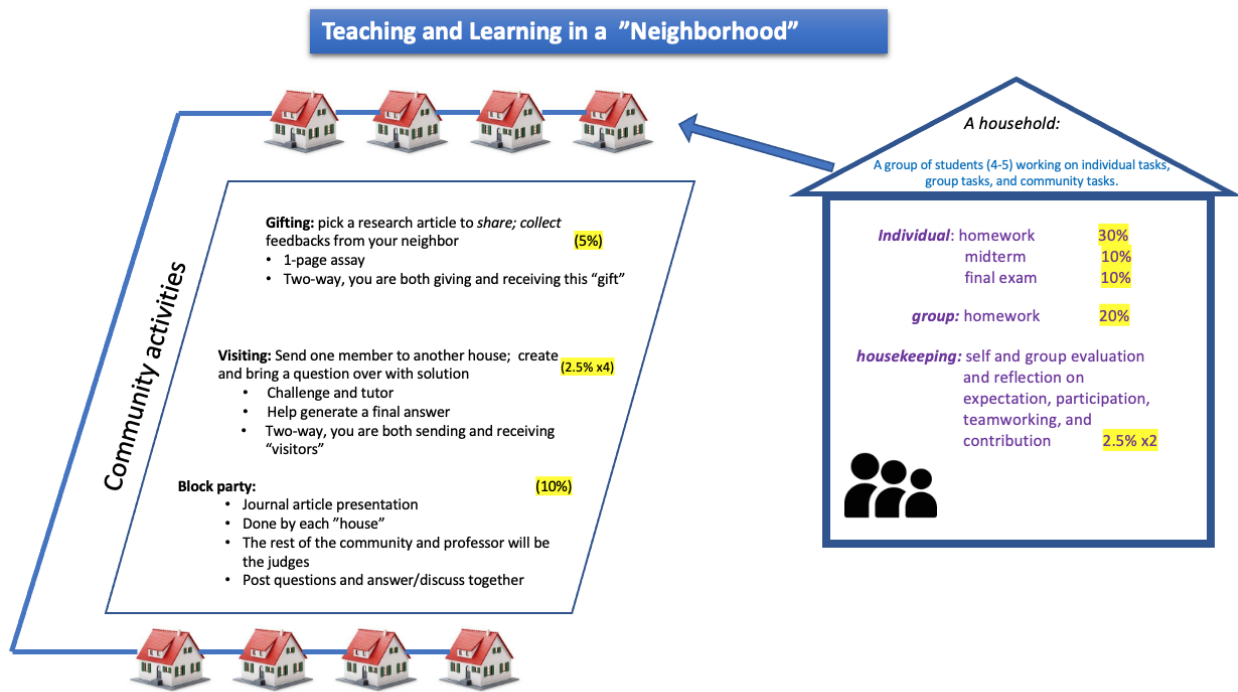 Teaching and Learning in a ”Neighborhood”
Community activities
Gifting: pick a research article to share; collect
feedbacks from your neighbor (5%)
• 1-page assay
• Two-way, you are both giving and receiving this “gift”
Visiting: Send one member to another house; create
and bring a question over with solution (2.5% x4)
• Challenge and tutor
• Help generate a final answer
• Two-way, you are both sending and receiving
“visitors”
Block party: (10%)
• Journal article presentation
• Done by each ”house”
• The rest of the community and professor will be
the judges
• Post questions and answer/discuss together
A household:
A group of students (4-5) working on individual tasks,
group tasks, and community tasks.
Individual: homework 30%
midterm 10%
final exam 10%
group: homework 20%
housekeeping: self and group evaluation
and reflection on
expectation, participation,
teamworking, and
contribution 2.5% x2